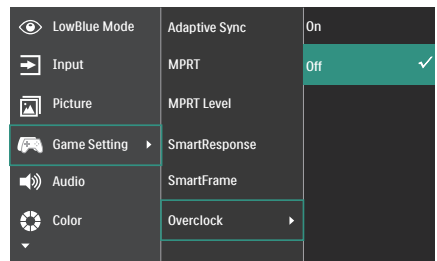 LowBlue Mode
Input
Picture
Game Setting
Audio
Color
Adaptive Sync
MPRT
MPRT Level
SmartResponse
SmartFrame
Overclock
On
Off